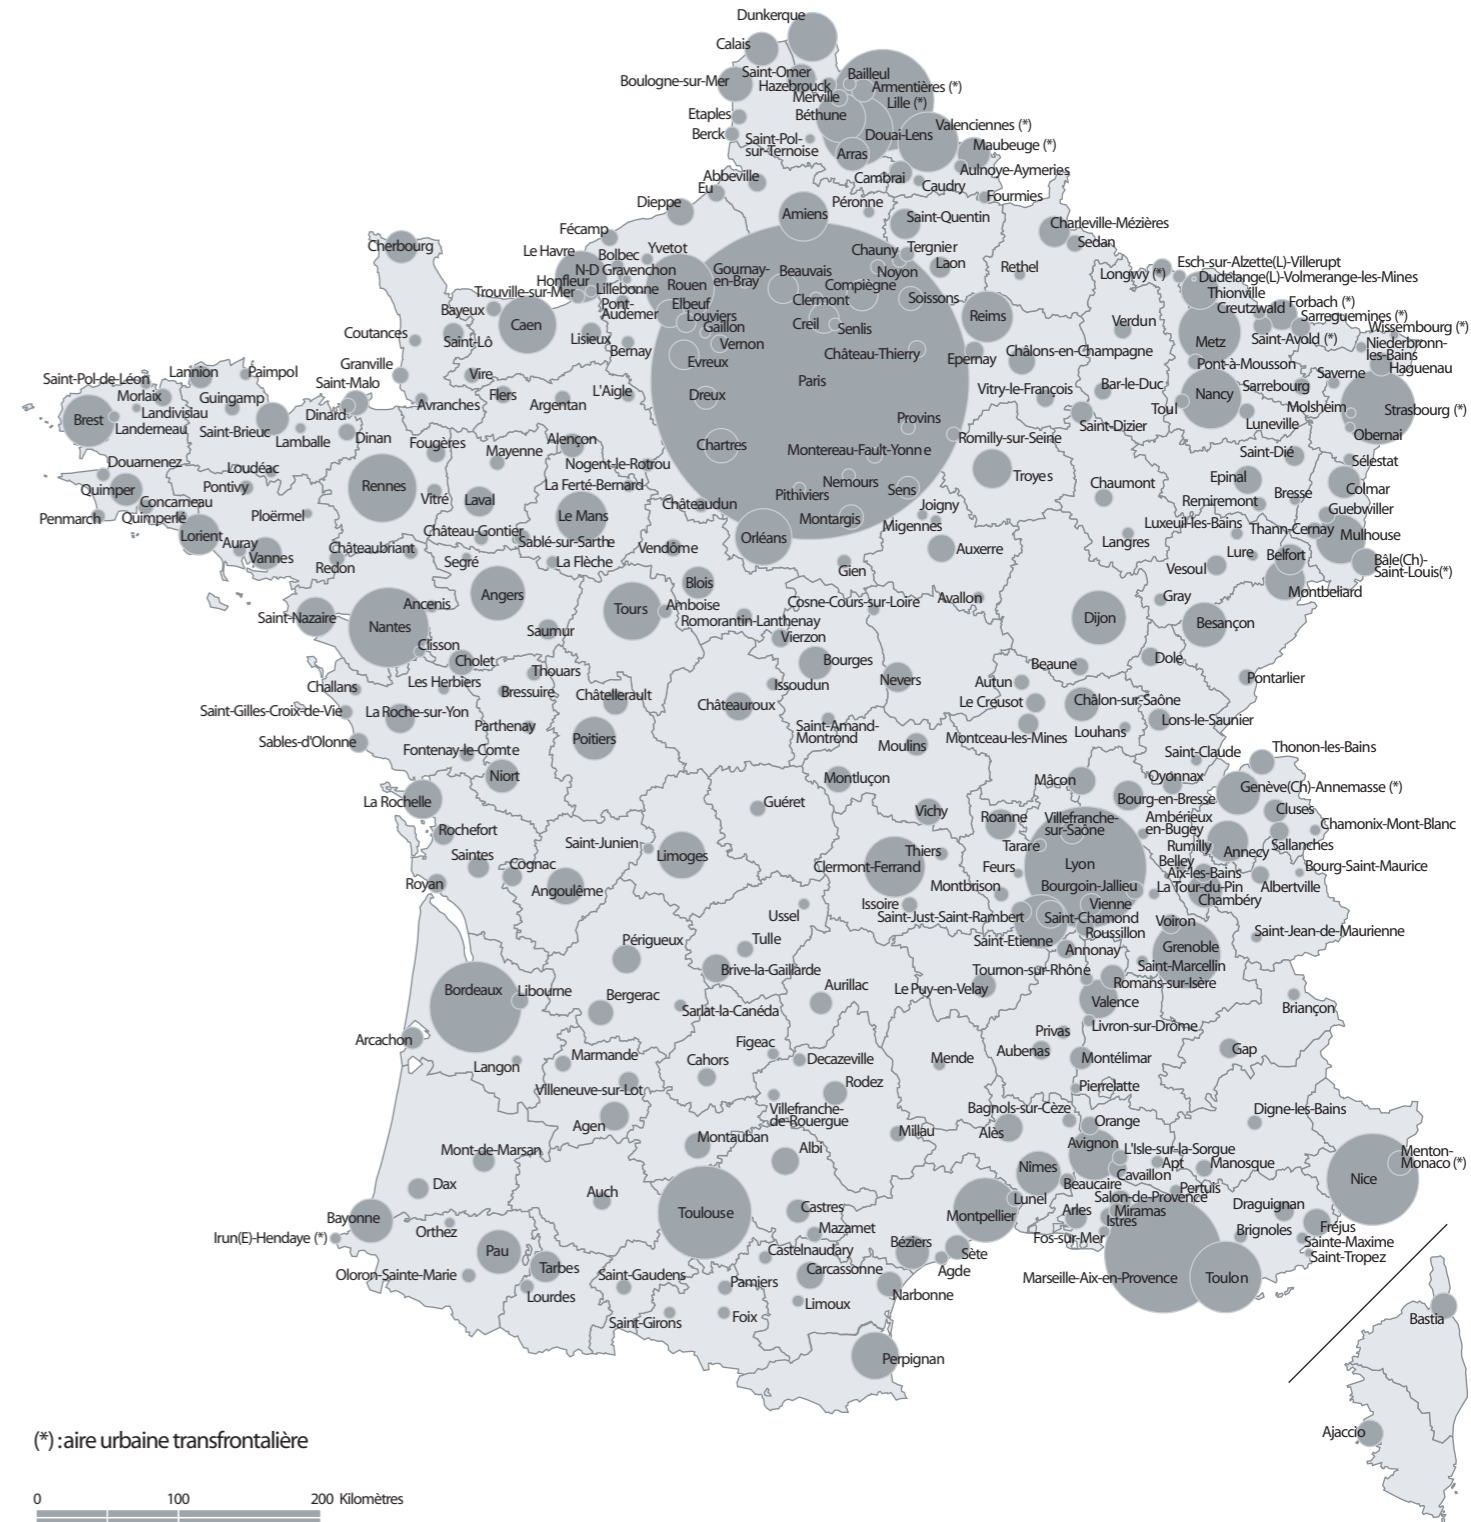 Dunkerque
Calais
Boulogne-sur-Mer
Saint-Omer
Hazebrouck
Bailleul
Armentières (*)
Merville
Lille (*)
Etaples
Béthune
Valenciennes (*)
Berck
Saint-Pol-
sur-Ternoise
Douai-Lens
Maubeuge (*)
Arras
Aulnoye-Aymeries
Abbeville
Cambrai
Caudry
Eu
Fourmies
Dieppe
Péronne
Amiens
Saint-Quentin
Charleville-Mézières
Sedan
Cherbourg
Fécamp
Le Havre
Bolbec
Yvetot
Chauny
Tergnier
Laon
Rethel
N-D Gravenchon
Gournay-
en-Bray
Beauvais
Noyon
Longwy (*)
Esch-sur-Alzette(L)-Villerupt
Dudelange(L)-Volmerange-les-Mines
Honfleur
Lillebonne
Rouen
Compiègne
Thionville
Trouville-sur-Mer
Pont-
Audemer
Elbeuf
Clermont
Soissons
Creutzwald
Forbach (*)
Sarreguemines (*)
Bayeux
Caen
Louviers
Gaillon
Creil
Senlis
Reims
Verdun
Wissembourg (*)
Coutances
Saint-Lô
Lisieux
Bernay
Vernon
Château-Thierry
Epernay
Châlons-en-Champagne
Metz
Saint-Avold (*)
Niederbronn-
les-Bains
Haguenau
Granville
Evreux
Pont-à-Mousson
Saverne
Saint-Pol-de-Léon
Lannion
Paimpol
Saint-Malo
Vire
Flers
L'Aigle
Paris
Vitry-le-François
Bar-le-Duc
Sarrebourg
Morlaix
Guingamp
Dinard
Avranches
Argentan
Dreux
Toul
Nancy
Molsheim
Strasbourg (*)
Brest
Landivisiau
Landerneau
Saint-Brieuc
Lamballe
Dinan
Provins
Saint-Dizier
Luneville
Obernai
Fougères
Mayenne
Alençon
Chartres
Montereau-Fault-Yonne
Romilly-sur-Seine
Saint-Dié
Douarnenez
Loudéac
Nogent-le-Rotrou
Sélestat
Quimper
Pontivy
Rennes
Vitré
Laval
La Ferté-Bernard
Nemours
Sens
Troyes
Chaumont
Epinal
Colmar
Concarneau
Ploërmel
Le Mans
Châteaudun
Pithiviers
Joigny
Remiremont
Bresse
Guebwiller
Penmarch
Quimperlé
Château-Gontier
Montargis
Migennes
Luxeuil-les-Bains
Thann-Cernay
Mulhouse
Lorient
Auray
Vannes
Châteaubriant
Sablé-sur-Sarthe
Vendôme
Orléans
Auxerre
Langres
Lure
Belfort
Bâle(Ch)-
Saint-Louis(*)
Redon
Segré
La Flèche
Gien
Vesoul
Montbeliard
Saint-Nazaire
Ancenis
Angers
Tours
Blois
Amboise
Cosne-Cours-sur-Loire
Avallon
Gray
Nantes
Saumur
Romorantin-Lanthenay
Dijon
Besançon
Clisson
Vierzon
Cholet
Bourges
Beaune
Dole
Challans
Les Herbiers
Thouars
Bressuire
Châtellerault
Issoudun
Nevers
Autun
Pontarlier
Saint-Gilles-Croix-de-Vie
La Roche-sur-Yon
Châteauroux
Le Creusot
Châlon-sur-Saône
Lons-le-Saunier
Sables-d'Olonne
Parthenay
Poitiers
Saint-Amand-
Montrond
Moulins
Montceau-les-Mines
Louhans
Fontenay-le-Comte
Saint-Claude
Thonon-les-Bains
La Rochelle
Niort
Montluçon
Mâcon
Oyonnax
Genève(Ch)-Annemasse (*)
Guéret
Vichy
Bourg-en-Bresse
Cluses
Rochefort
Roanne
Villefranche-
sur-Saône
Ambérieux
en-Bugey
Chamonix-Mont-Blanc
Saint-Junien
Limoges
Tarare
Rumilly
Annecy
Sallanches
Saintes
Cognac
Clermont-Ferrand
Thiers
Feurs
Lyon
Belley
Bourg-Saint-Maurice
Royan
Angoulême
Montbrison
Bourgoin-Jallieu
Aix-les-Bains
La Tour-du-Pin
Albertville
Issoire
Vienne
Chambéry
Ussel
Saint-Just-Saint-Rambert
Saint-Chamond
Voiron
Périgueux
Tulle
Saint-Etienne
Roussillon
Saint-Jean-de-Maurienne
Annonay
Grenoble
Brive-la-Gaillarde
Tournon-sur-Rhône
Saint-Marcellin
Bordeaux
Libourne
Bergerac
Aurillac
Le Puy-en-Velay
Romans-sur-Isère
Sarlat-la-Canéda
Valence
Briançon
Arcachon
Figeac
Privas
Livron-sur-Drôme
Langon
Marmande
Cahors
Decazeville
Mende
Aubenas
Montélimar
Gap
Villeneuve-sur-Lot
Rodez
Pierrelatte
Villefranche-
de-Rouergue
Bagnols-sur-Cèze
Digne-les-Bains
Agen
Orange
Montauban
Millau
Alès
Mont-de-Marsan
Albi
Avignon
L'Isle-sur-la-Sorgue
Menton-
Monaco (*)
Nîmes
Apt
Manosque
Cavaillon
Nice
Dax
Auch
Beaucaire
Pertuis
Toulouse
Castres
Lunel
Salon-de-Provence
Draguignan
Bayonne
Montpellier
Arles
Miramas
Istres
Irun(E)-Hendaye (*)
Orthez
Mazamet
Fos-sur-Mer
Brignoles
Fréjus
Pau
Castelnaudary
Béziers
Sète
Sainte-Maxime
Saint-Tropez
Oloron-Sainte-Marie
Tarbes
Saint-Gaudens
Carcassonne
Agde
Marseille-Aix-en-Provence
Toulon
Lourdes
Pamiers
Narbonne
Saint-Girons
Foix
Limoux
Bastia
Perpignan
Ajaccio
(*) : aire urbaine transfrontalière
0 100 200 Kilomètres